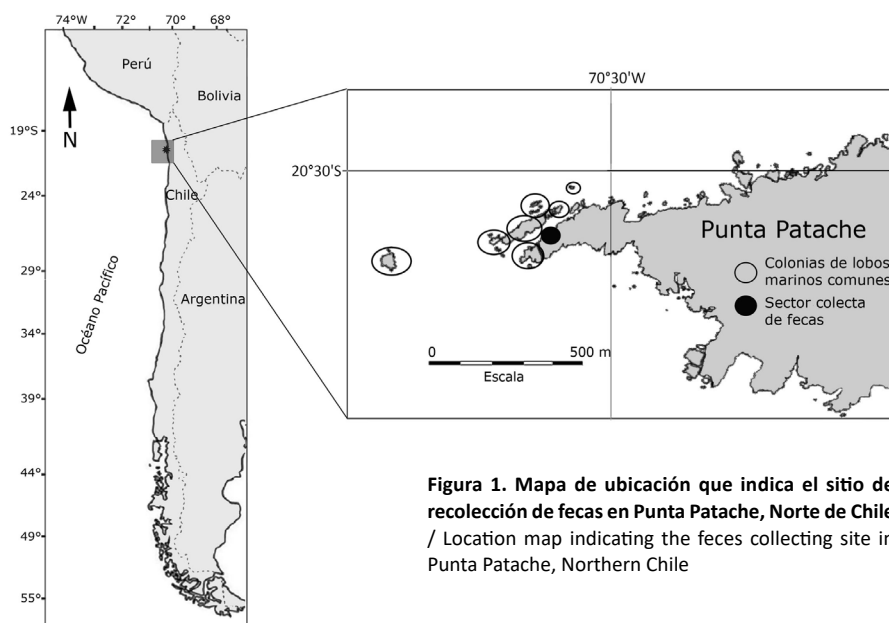 74°W 72° 70° 68°
Perú
Bolivia
19°S
N
24°
Chile
29°
Argentina
Océano Pacífico
34°
39°
44°
49°
55°
70°30'W
20°30'S
Punta Patache
Colonias de lobos
marinos comunes
Sector colecta
de fecas
0 500 m
Escala
Figura 1. Mapa de ubicación que indica el sitio de
recolección de fecas en Punta Patache, Norte de Chile
/ Location map indicating the feces collecting site in
Punta Patache, Northern Chile